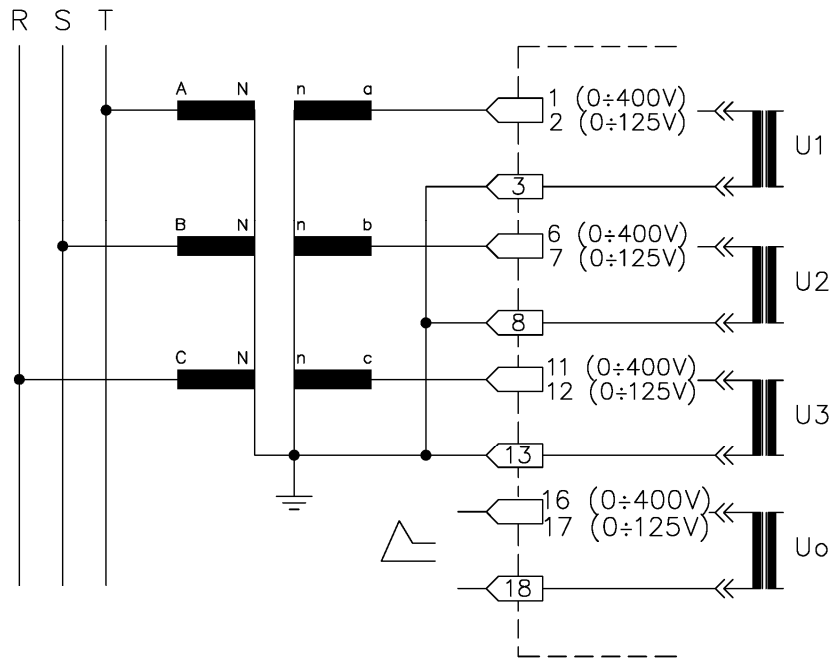 R S T
A N n a
1 (0÷400V)
2 (0÷125V)
U1
3
B N n b
6 (0÷400V)
7 (0÷125V)
U2
8
C N n c
11 (0÷400V)
12 (0÷125V)
U3
13
16 (0÷400V)
17 (0÷125V)
Uo
18